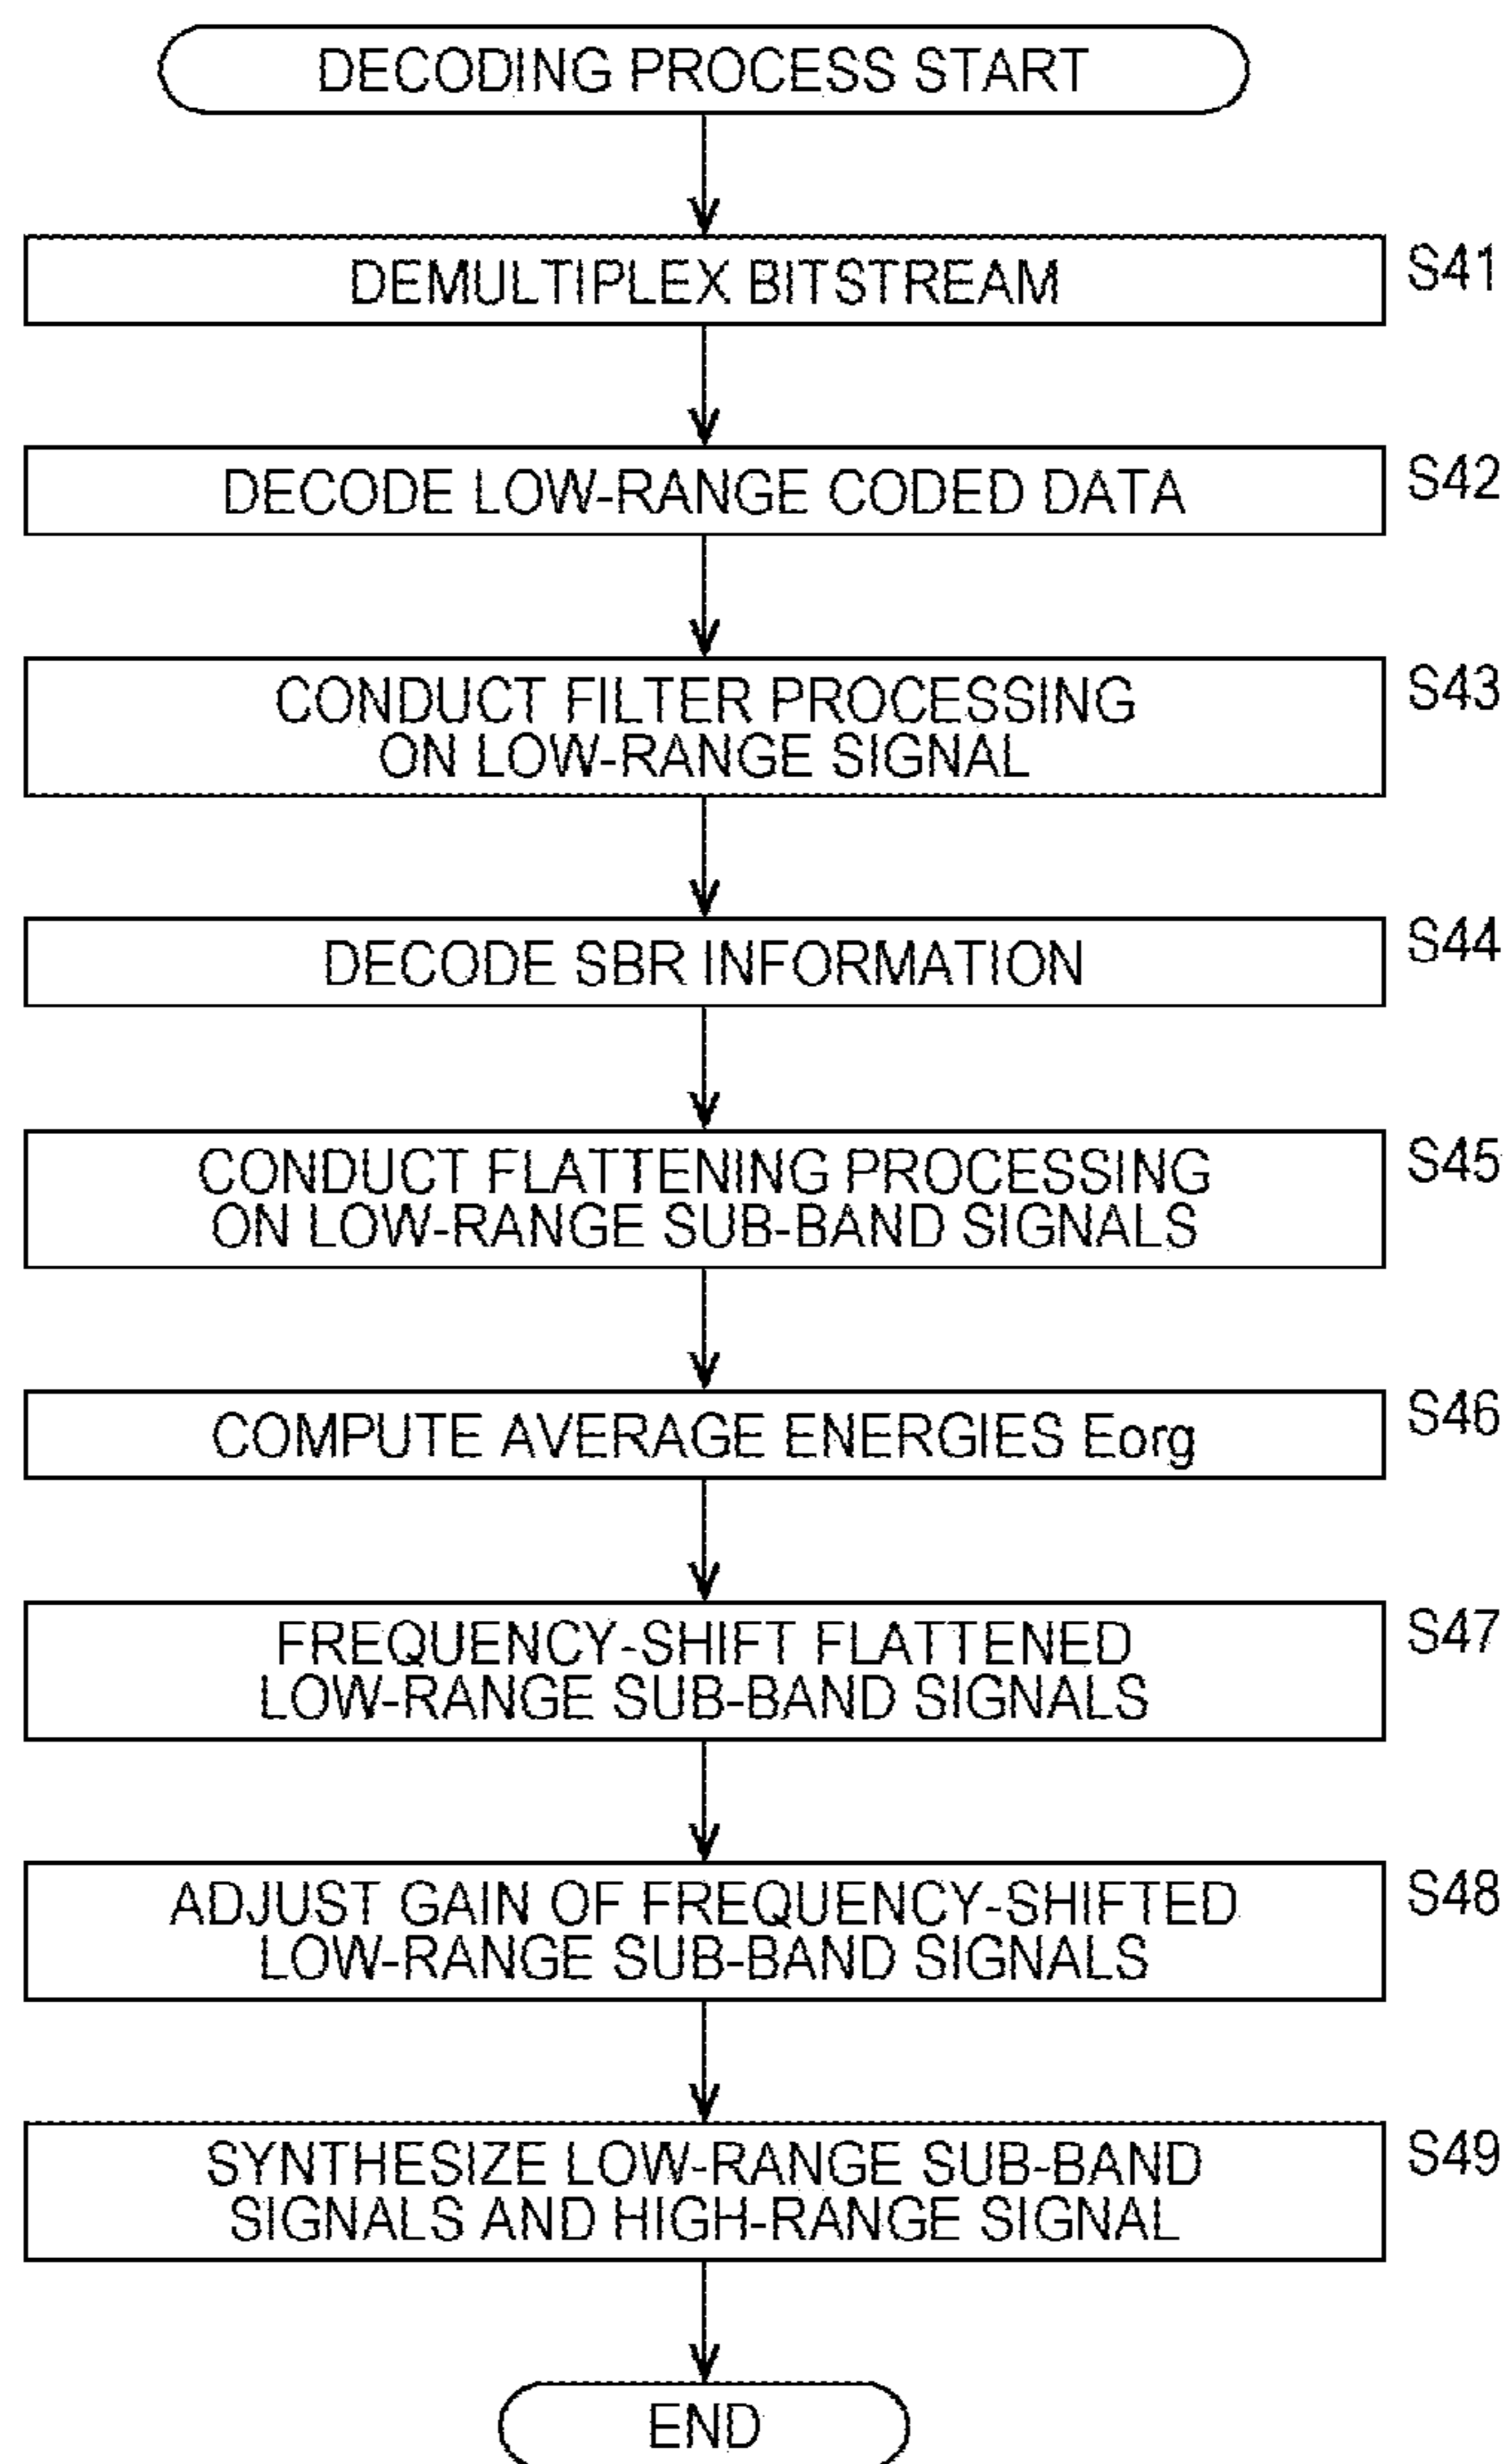 DECODING PROCESS START
DEMULTIPLEX BITSTREAM
S41
DECODE LOW-RANGE CODED DATA
S42
CONDUCT FILTER PROCESSING
ON LOW-RANGE SIGNAL
S43
DECODE SBR INFORMATION
S44
CONDUCT FLATTENING PROCESSING
ON LOW-RANGE SUB-BAND SIGNALS
S45
COMPUTE AVERAGE ENERGIES Eorg
S46
FREQUENCY-SHIFT FLATTENED
LOW-RANGE SUB-BAND SIGNALS
S47
ADJUST GAIN OF FREQUENCY-SHIFTED
LOW-RANGE SUB-BAND SIGNALS
S48
SYNTHESIZE LOW-RANGE SUB-BAND
SIGNALS AND HIGH-RANGE SIGNAL
S49
END